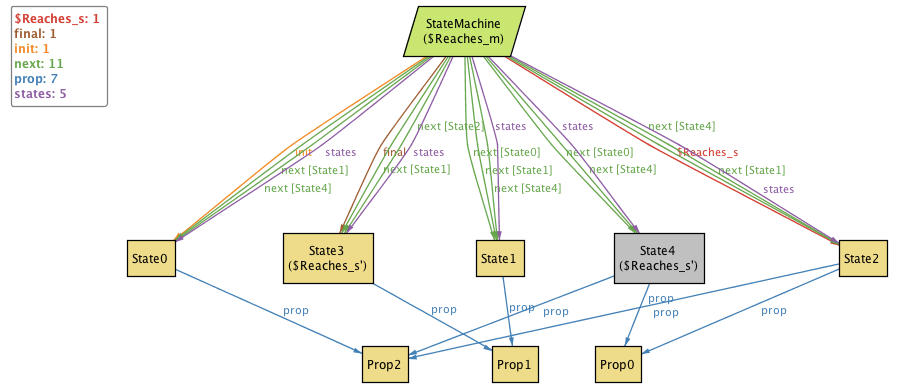 $Reaches_s: 1
final: 1
init: 1
next: 11
prop: 7
states: 5
StateMachine
($Reaches_m)
next [State2] states states next [State4]
init states final states next [State0] next [State0] $Reaches_s
next [State1] next [State1] next [State1] next [State4] next [State1]
next [State4] next [State4] states
State0 State3
($Reaches_s') State1 State4
($Reaches_s') State2
prop prop prop prop prop prop prop
Prop2 Prop1 Prop0